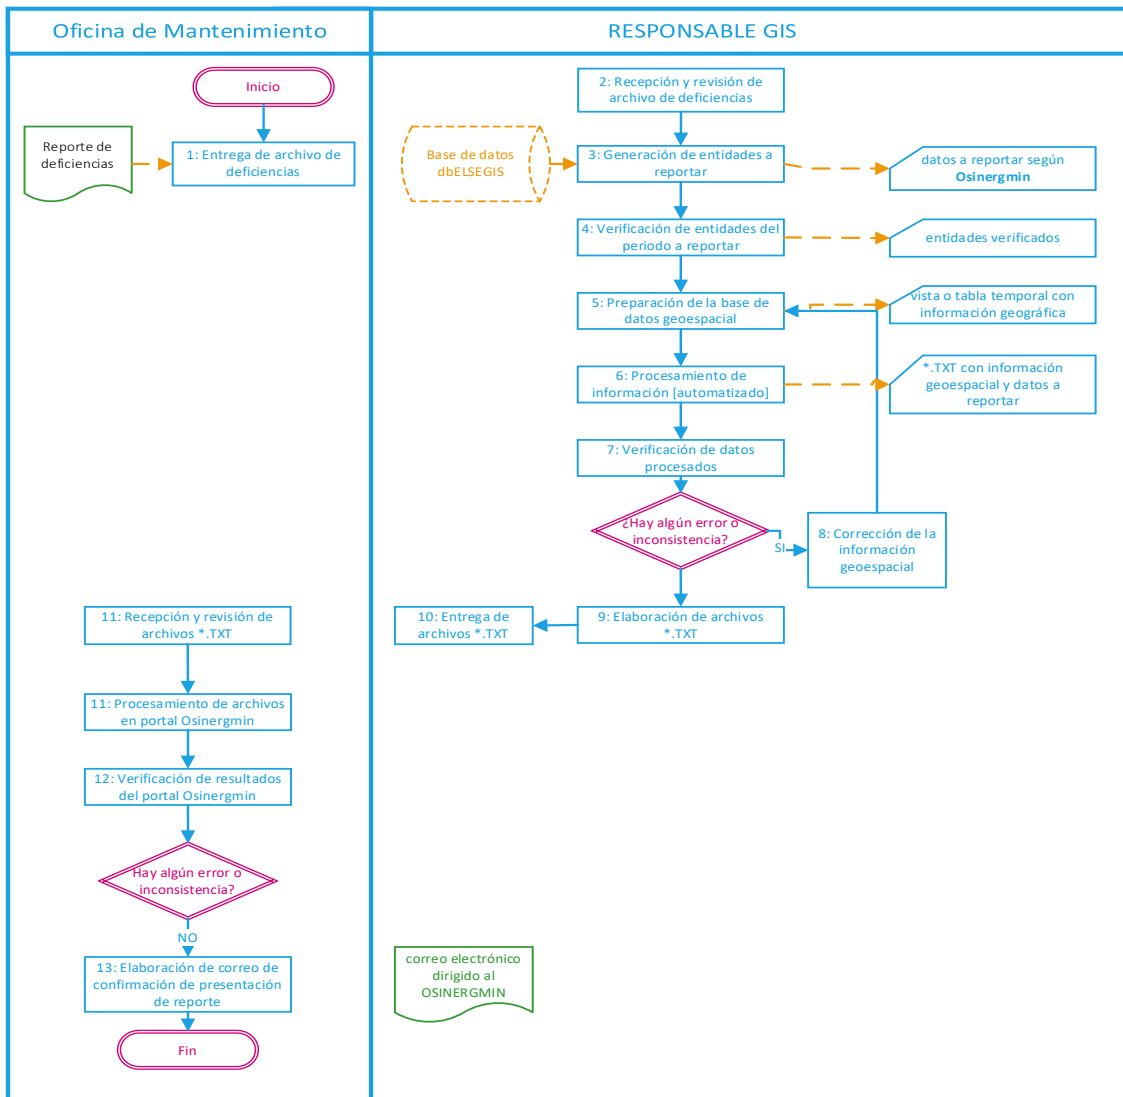 Oficina de Mantenimiento
RESPONSABLE GIS
Inicio
Reporte de
deficiencias
1: Entrega de archivo de
deficiencias
2: Recepción y revisión de
archivo de deficiencias
Base de datos
dbELSEGIS
3: Generación de entidades a
reportar
datos a reportar según
Osinergmin
4: Verificación de entidades del
periodo a reportar
entidades verificados
5: Preparación de la base de
datos geoespacial
vista o tabla temporal con
información geográfica
6: Procesamiento de
información [automatizado]
*.TXT con información
geoespacial y datos a
reportar
7: Verificación de datos
procesados
¿Hay algún error o
inconsistencia?
SI
8: Corrección de la
información
geoespacial
9: Elaboración de archivos
*.TXT
10: Entrega de
archivos *.TXT
11: Recepción y revisión de
archivos *.TXT
11: Procesamiento de archivos
en portal Osinergmin
12: Verificación de resultados
del portal Osinergmin
Hay algún error o
inconsistencia?
NO
13: Elaboración de correo de
confirmación de presentación
de reporte
correo electrónico
dirigido al
OSINERGMIN
Fin